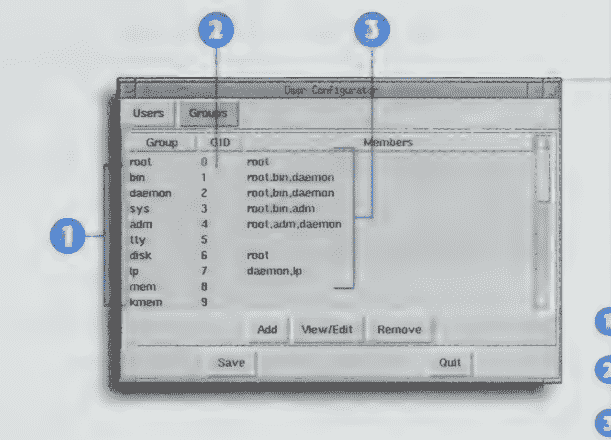 2 3
User Configurator
Users Groups
Group GID Members
root 0 root
bin 1 root,bin,daemon
daemon 2 root,bin,daemon
sys 3 root,bin,adm
adm 4 root,adm,daemon
tty 5
1
disk 6 root
lp 7 daemon,lp
mem 8
kmem 9
Add View/Edit Remove
1
Save Quit
2
3